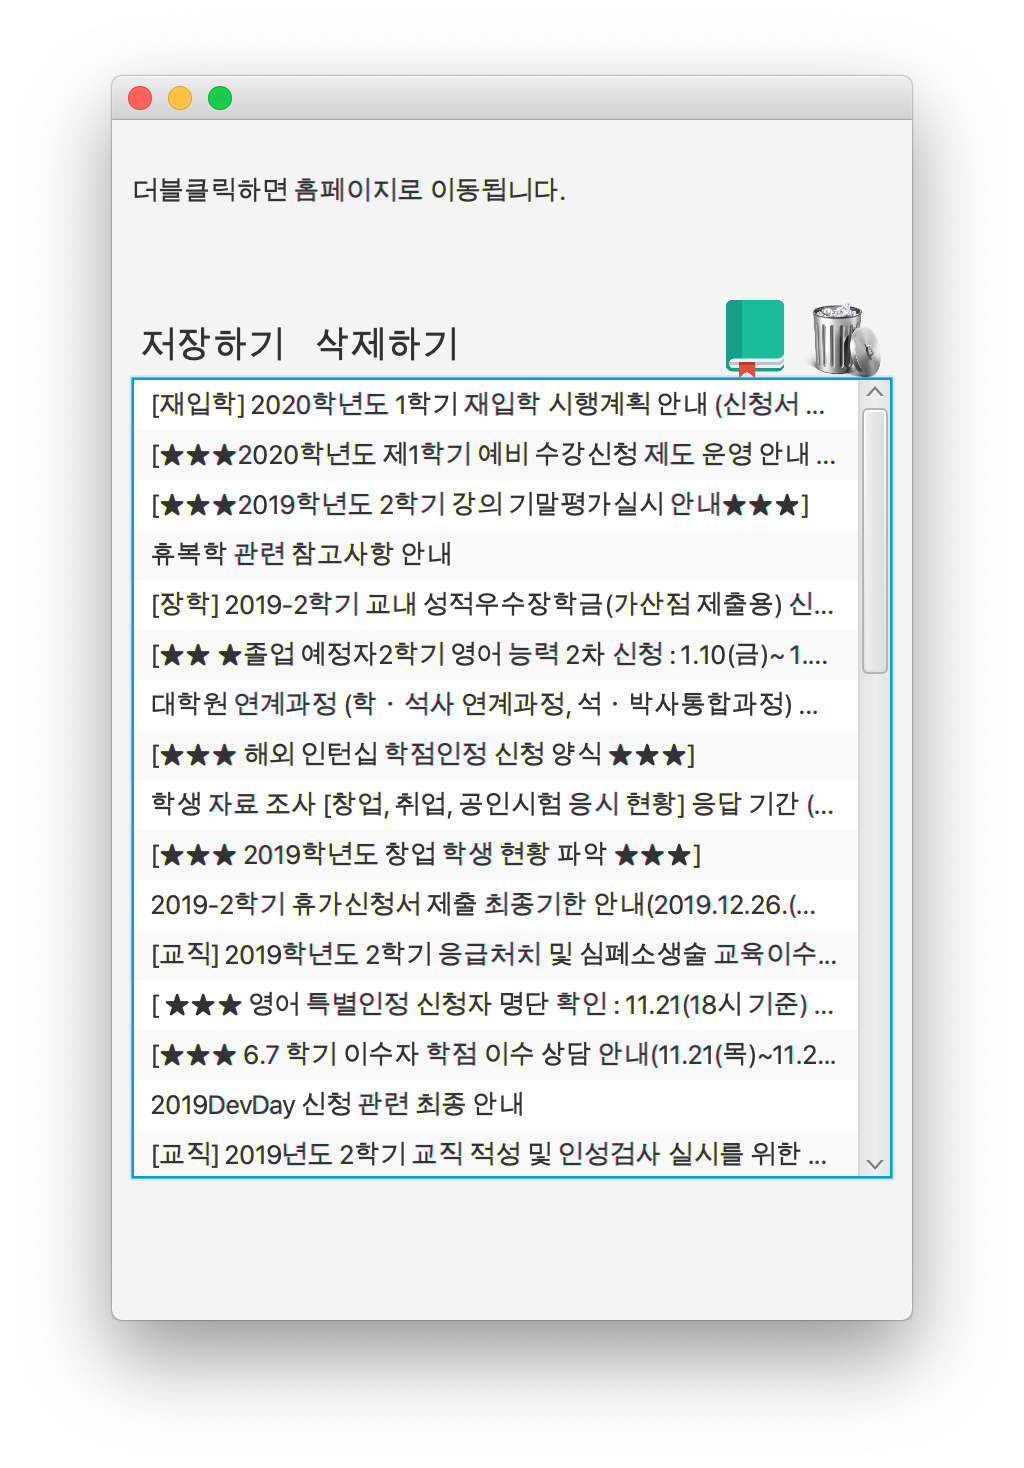 더블클릭하면 홈페이지로 이동됩니다.
저장하기 삭제하기
[재입학] 2020학년도 1학기 재입학 시행계획 안내 (신청서 ...
[★★★2020학년도 제1학기 예비 수강신청 제도 운영 안내 ...
[★★★2019학년도 2학기 강의 기말평가실시 안내★★★]
휴복학 관련 참고사항 안내
[장학] 2019-2학기 교내 성적우수장학금(가산점 제출용) 신...
[★★ ★졸업 예정자2학기 영어 능력 2차 신청 : 1.10(금)~ 1....
대학원 연계과정 (학 · 석사 연계과정, 석 · 박사통합과정) ...
[★★★ 해외 인턴십 학점인정 신청 양식 ★★★]
학생 자료 조사 [창업, 취업, 공인시험 응시 현황] 응답 기간 (...
[★★★ 2019학년도 창업 학생 현황 파악 ★★★]
2019-2학기 휴가신청서 제출 최종기한 안내(2019.12.26.(...
[교직] 2019학년도 2학기 응급처치 및 심폐소생술 교육이수...
[ ★★★ 영어 특별인정 신청자 명단 확인 : 11.21(18시 기준) ...
[★★★ 6.7 학기 이수자 학점 이수 상담 안내(11.21(목)~11.2...
2019DevDay 신청 관련 최종 안내
[교직] 2019년도 2학기 교직 적성 및 인성검사 실시를 위한 ...